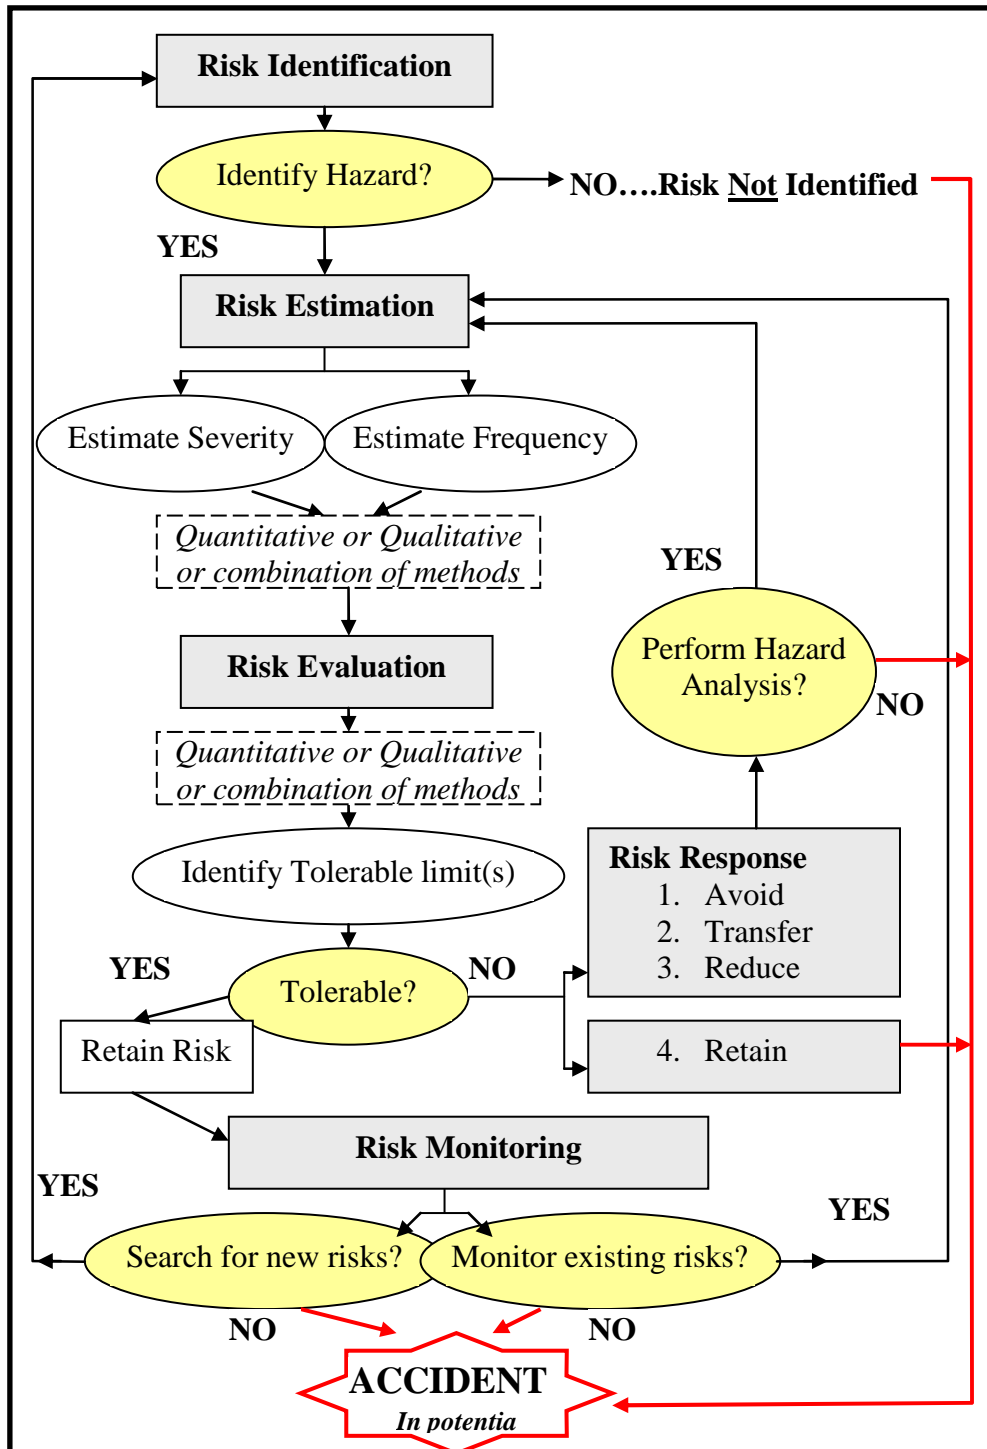 Risk Identification
Identify Hazard?
NO....Risk Not Identified
YES
Risk Estimation
Estimate Severity
Estimate Frequency
Quantitative or Qualitative
or combination of methods
YES
Perform Hazard
Analysis?
NO
Risk Evaluation
Quantitative or Qualitative
or combination of methods
Identify Tolerable limit(s)
Risk Response
1. Avoid
2. Transfer
3. Reduce
YES
Tolerable?
NO
Retain Risk
4. Retain
Risk Monitoring
YES
YES
Search for new risks?
Monitor existing risks?
NO
NO
ACCIDENT
In potentia